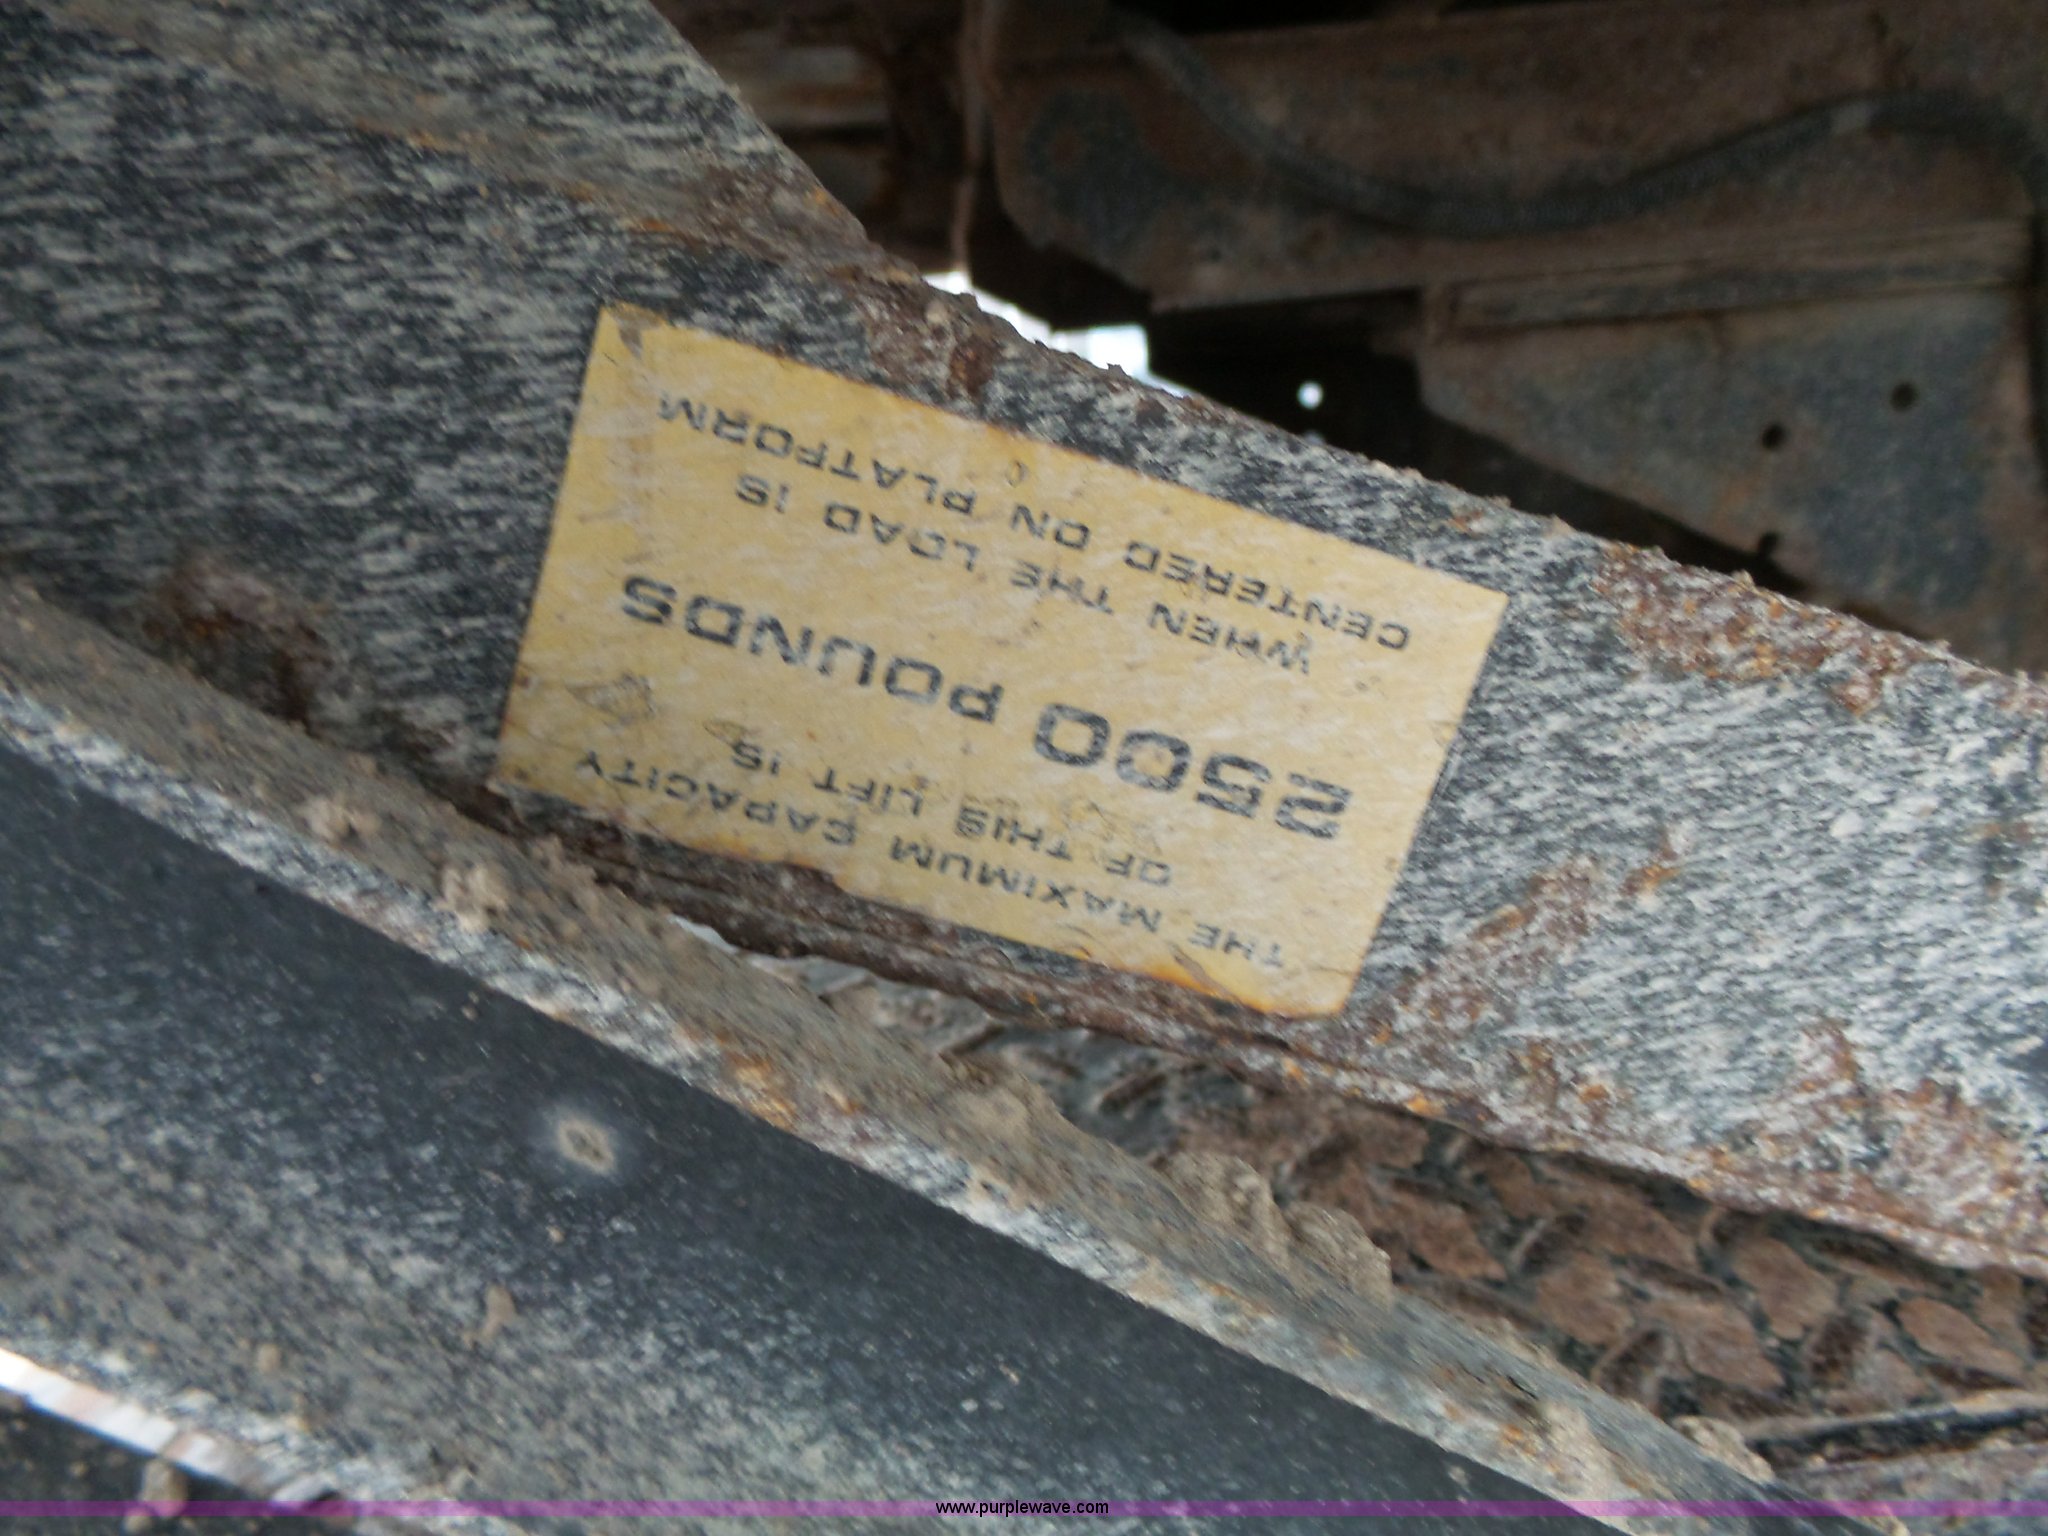 THE MAXIMUM CAPACITY
OF THIS LIFT IS
2500 POUNDS
WHEN THE LOAD IS
CENTERED ON PLATFORM
www.purplewave.com